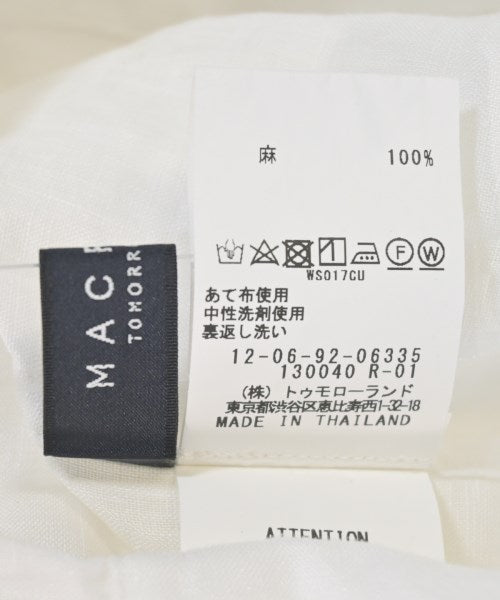 麻 100%
WS017CU
あて布使用
中性洗剤使用
裏返し洗い
12-06-92-06335
130040 R-01
(株) トゥモローランド
東京都渋谷区恵比寿西1-32-18
MADE IN THAILAND
ATTENTION
MAC
TOMORR